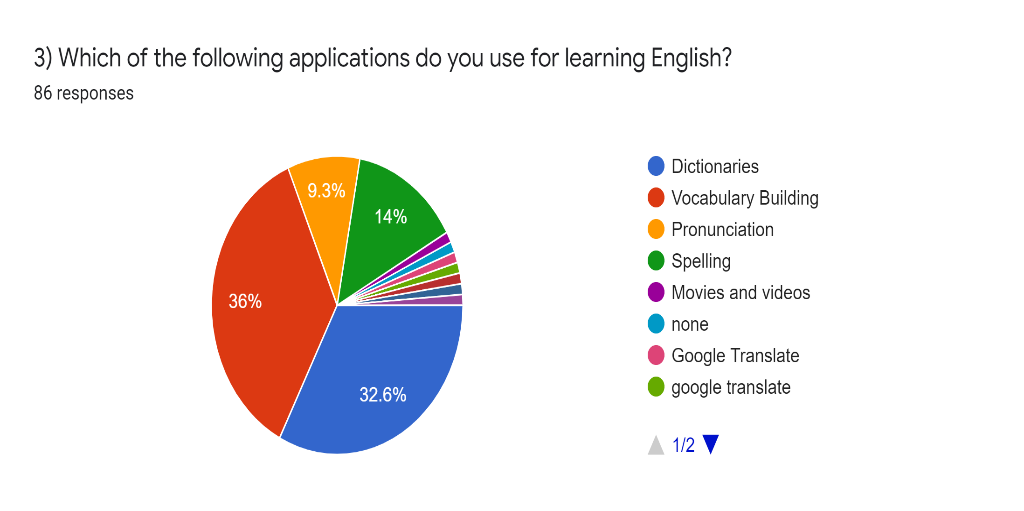 3) Which of the following applications do you use for learning English?
86 responses
9.3%
14%
36%
32.6%
Dictionaries
Vocabulary Building
Pronunciation
Spelling
Movies and videos
none
Google Translate
google translate
1/2